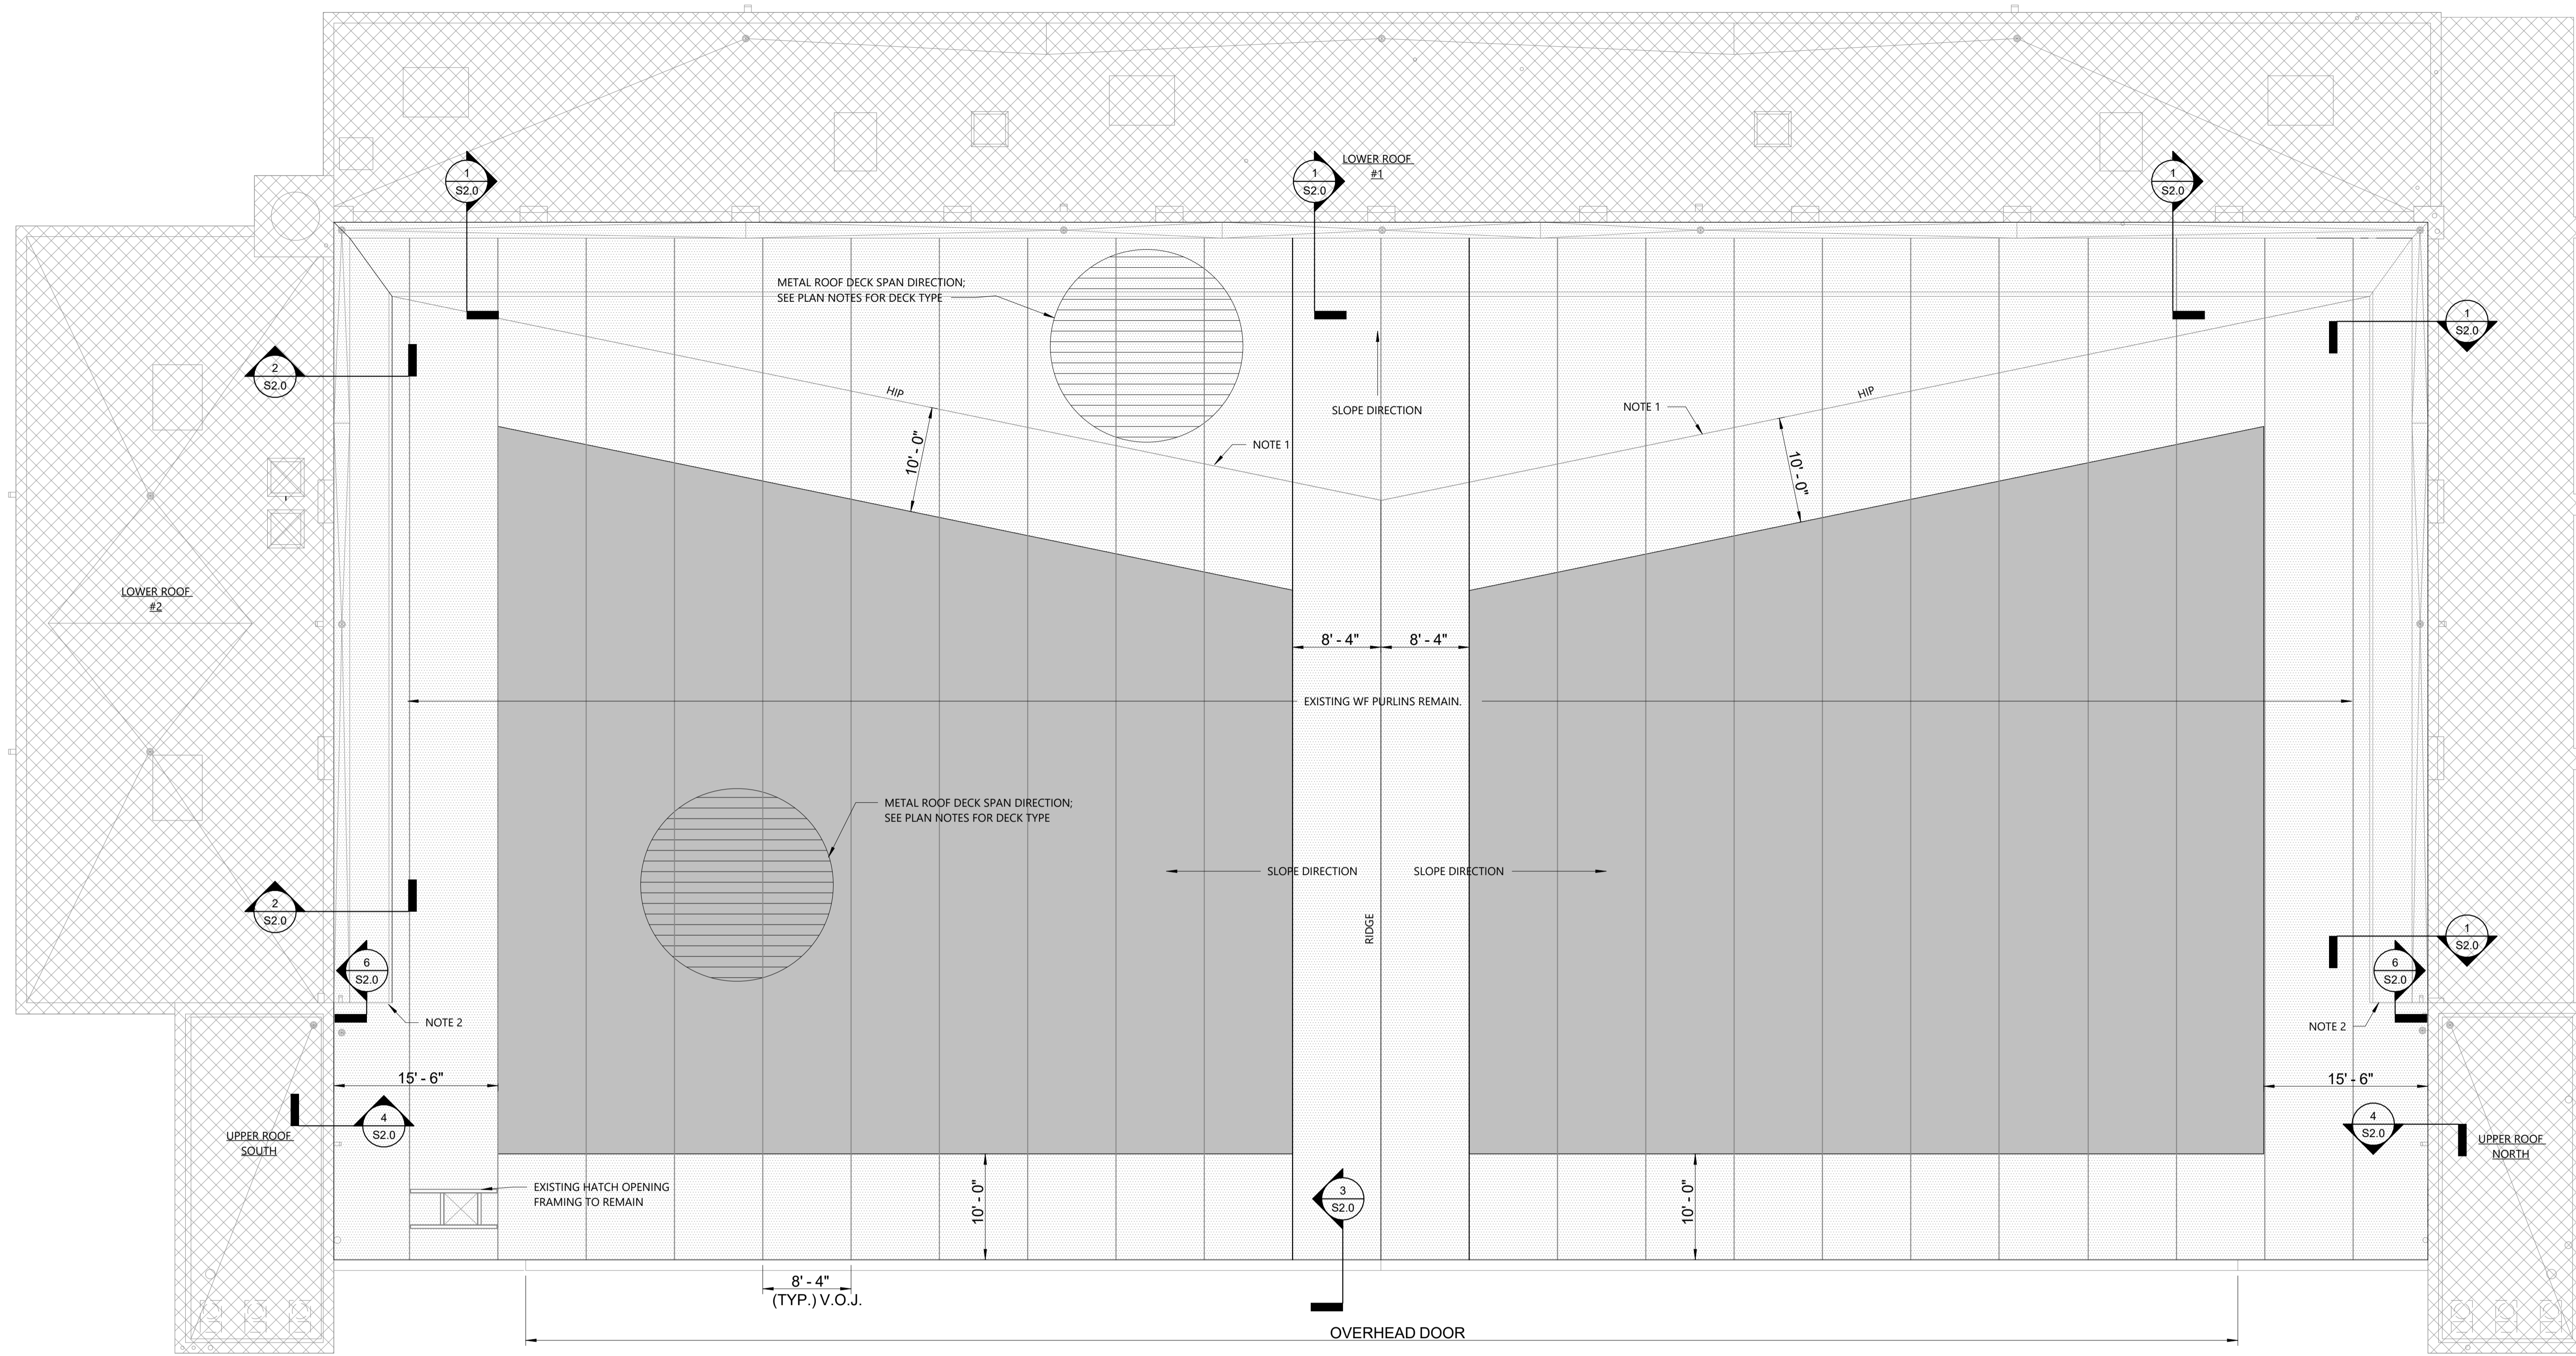 1
S2.0
1
S2.0
LOWER ROOF
#1
1
S2.0
METAL ROOF DECK SPAN DIRECTION;
SEE PLAN NOTES FOR DECK TYPE
1
S2.0
2
S2.0
HIP
10' - 0"
NOTE 1
SLOPE DIRECTION
NOTE 1
HIP
10' - 0"
LOWER ROOF
#2
8' - 4"
8' - 4"
EXISTING WF PURLINS REMAIN.
METAL ROOF DECK SPAN DIRECTION;
SEE PLAN NOTES FOR DECK TYPE
SLOPE DIRECTION
SLOPE DIRECTION
RIDGE
2
S2.0
1
S2.0
6
S2.0
6
S2.0
NOTE 2
NOTE 2
15' - 6"
15' - 6"
4
S2.0
4
S2.0
UPPER ROOF
SOUTH
UPPER ROOF
NORTH
EXISTING HATCH OPENING
FRAMING TO REMAIN
10' - 0"
3
S2.0
10' - 0"
8' - 4"
(TYP.) V.O.J.
OVERHEAD DOOR